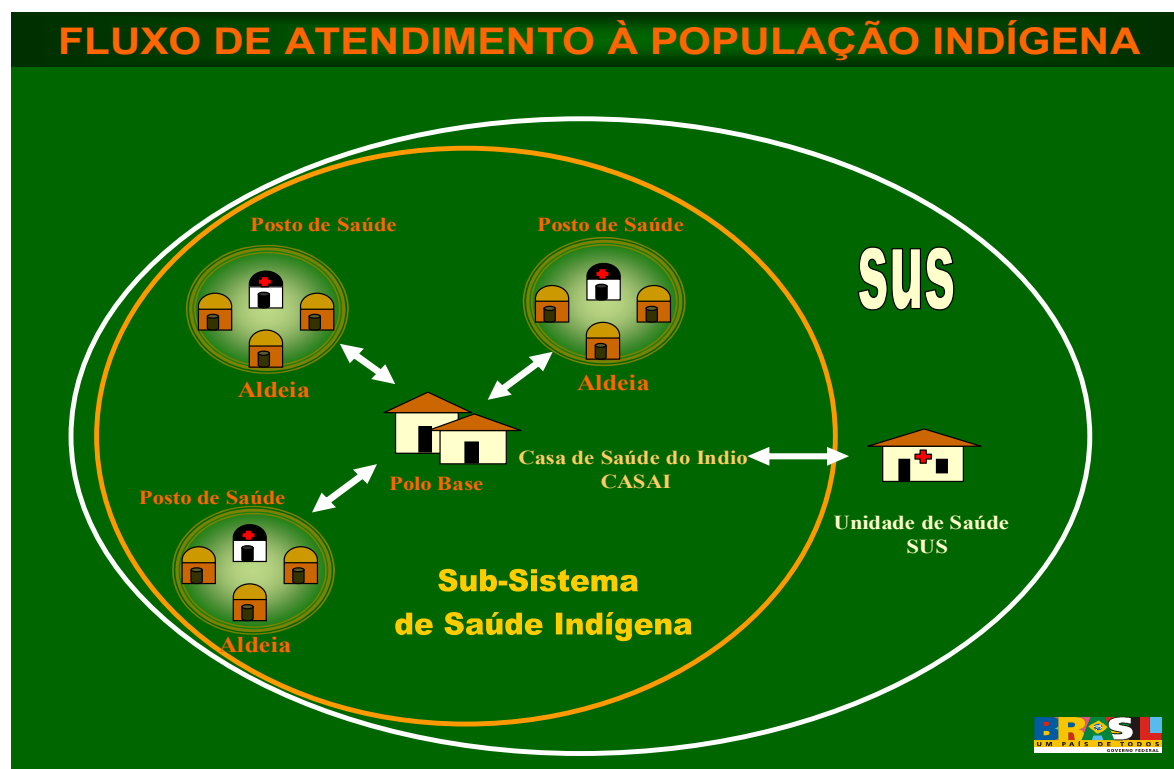 FLUXO DE ATENDIMENTO À POPULAÇÃO INDÍGENA
Posto de Saúde
Posto de Saúde
sus
Aldeia
Aldeia
Casa de Saúde do Indio
CASAI
Polo Base
Posto de Saúde
Unidade de Saúde
SUS
Sub-Sistema
de Saúde Indígena
Aldeia
BRASIL
UM PAÍS DE TODOS
GOVERNO FEDERAL